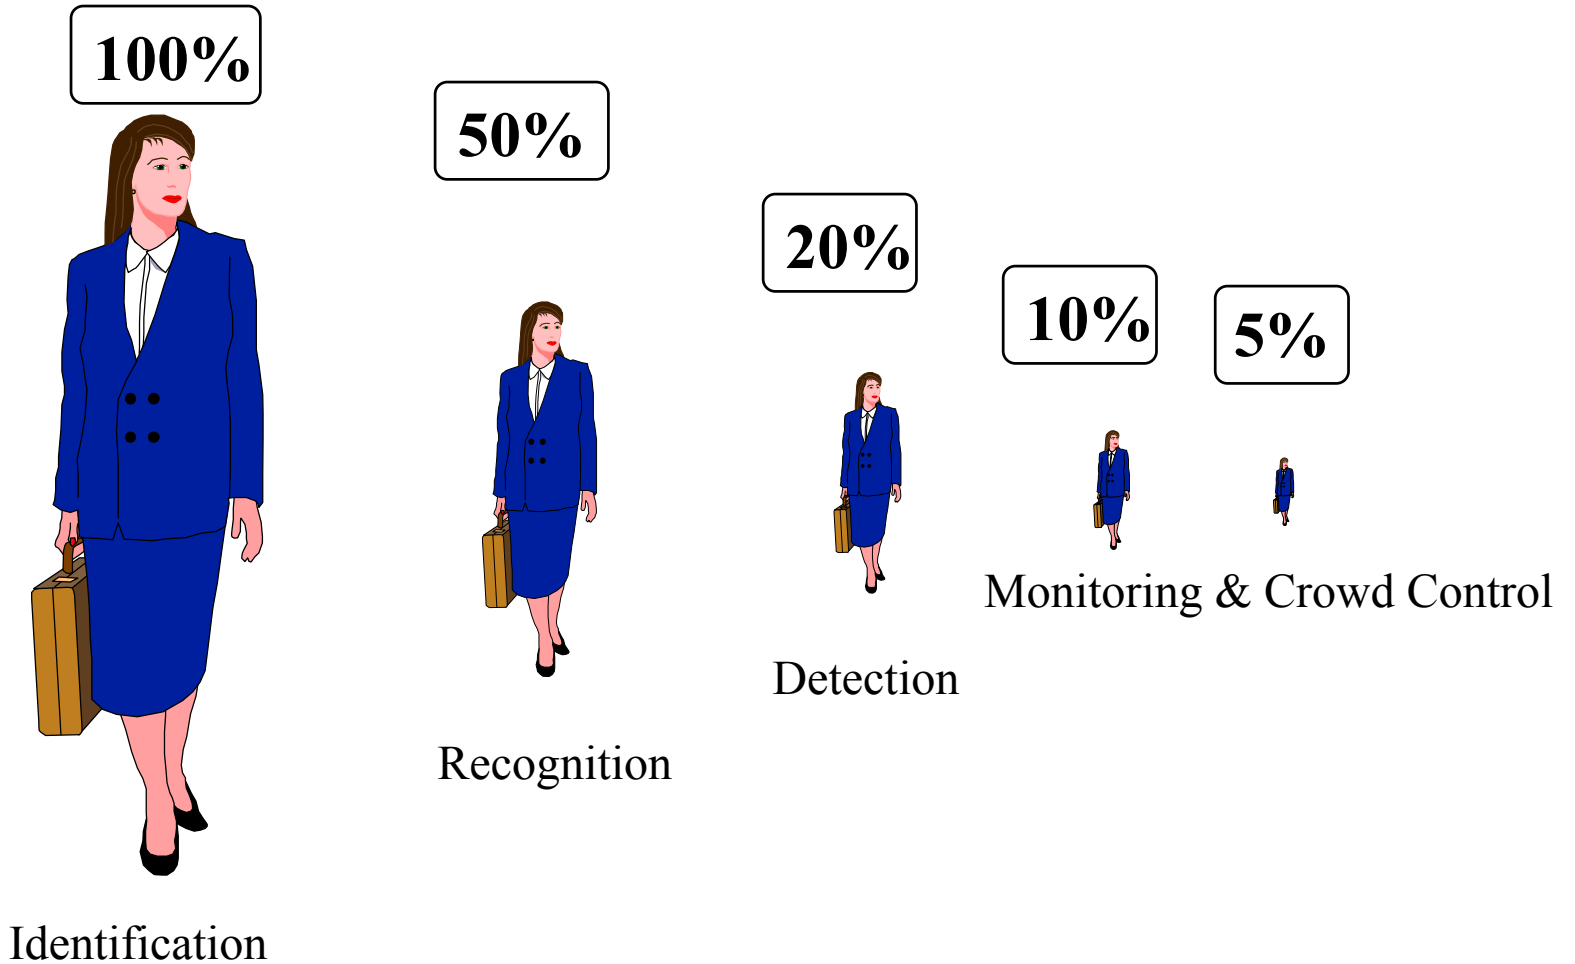 100%
50%
20%
10%
5%
Monitoring & Crowd Control
Detection
Recognition
Identification